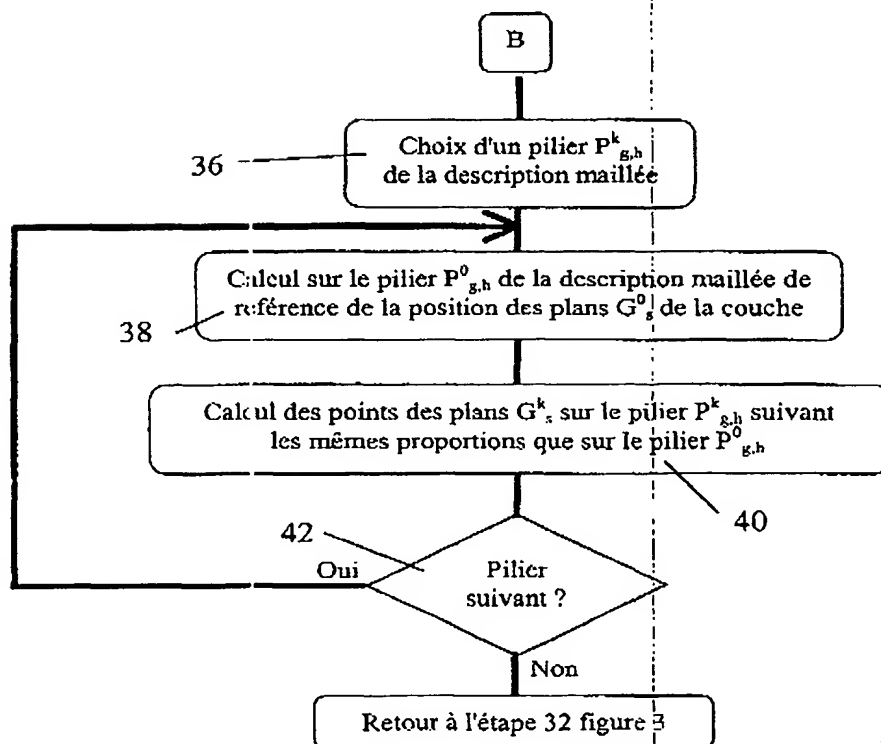 B
36
Choix d'un pilier P^k_g,h
de la description maillée
Calcul sur le pilier P^0_g,h de la description maillée de
référence de la position des plans G^0_s de la couche
38
Calcul des points des plans G^k_s sur le pilier P^k_g,h suivant
les mêmes proportions que sur le pilier P^0_g,h
40
42
Oui
Pilier
suivant ?
Non
Retour à l'étape 32 figure 3